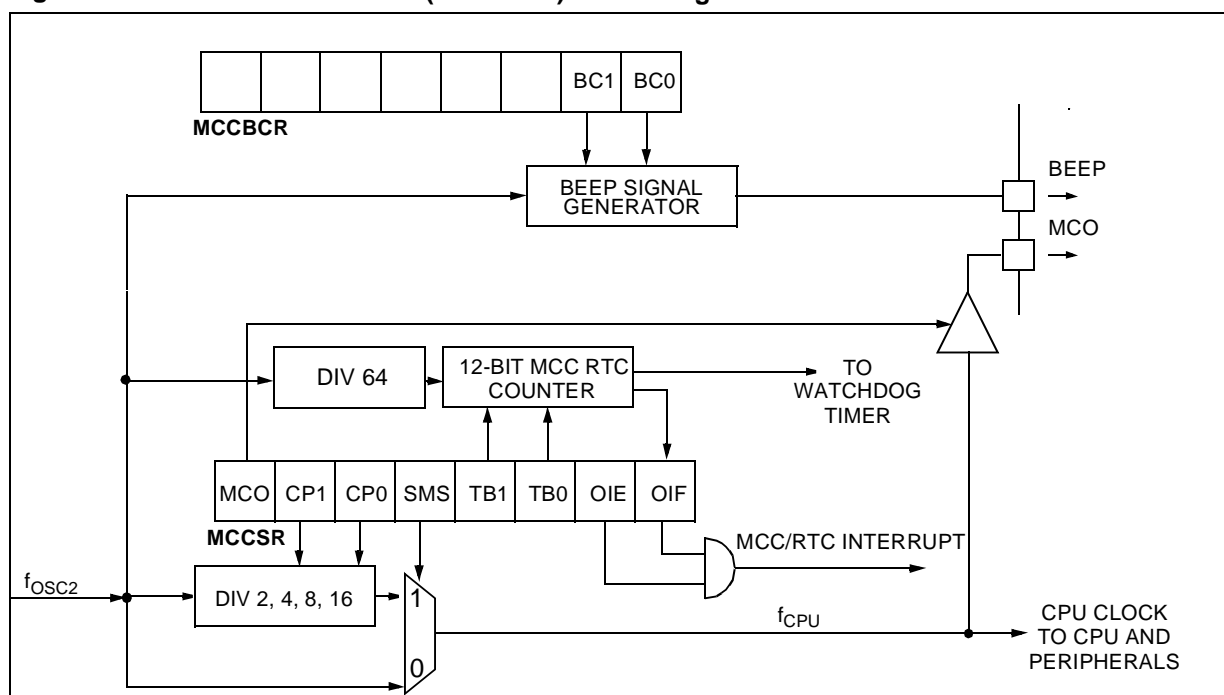 BC1 BC0
MCCBCR
BEEP SIGNAL
GENERATOR
BEEP
MCO
DIV 64
12-BIT MCC RTC
COUNTER
TO
WATCHDOG
TIMER
MCO CP1 CP0 SMS TB1 TB0 OIE OIF
MCCSR
MCC/RTC INTERRUPT
fOSC2
DIV 2, 4, 8, 16
1
0
fCPU
CPU CLOCK
TO CPU AND
PERIPHERALS